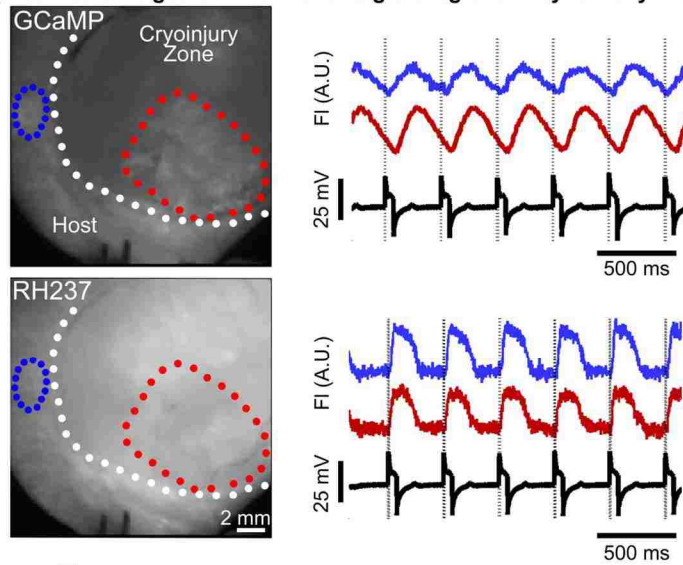 GCaMP
Cryoinjury
Zone
Host
FI (A.U.)
25 mV
500 ms
RH237
2 mm
FI (A.U.)
25 mV
500 ms